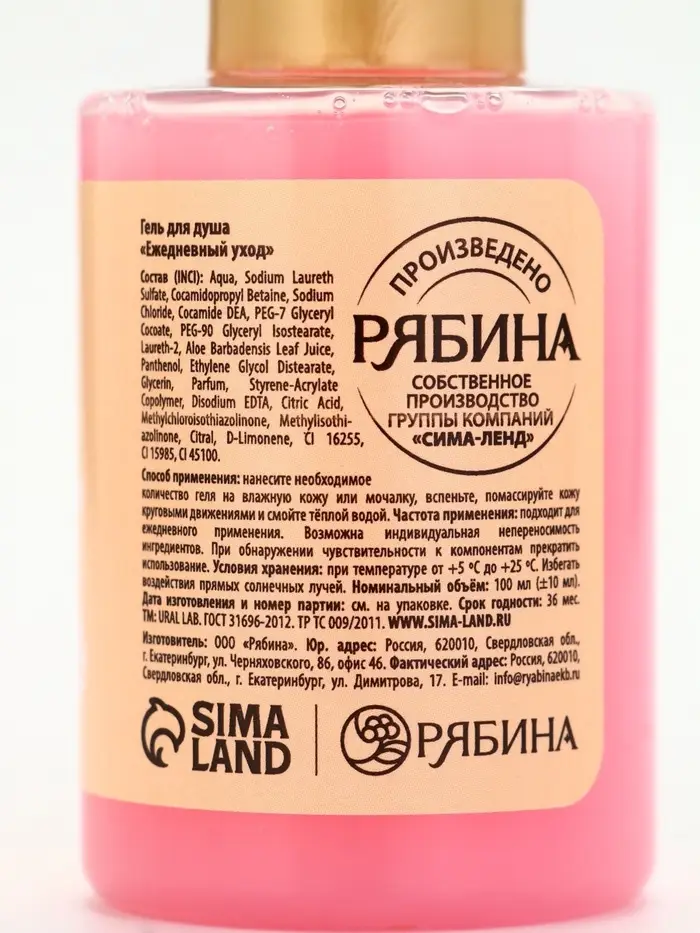 Гель для душа
«Ежедневный уход»
Состав (INCI): Aqua, Sodium Laureth
Sulfate, Cocamidopropyl Betaine, Sodium
Chloride, Cocamide DEA, PEG-7 Glyceryl
Cocoate, PEG-90 Glyceryl Isostearate,
Laureth-2, Aloe Barbadensis Leaf Juice,
Panthenol, Ethylene Glycol Distearate,
Glycerin, Parfum, Styrene-Acrylate
Copolymer, Disodium EDTA, Citric Acid,
Methylchloroisothiazolinone, Methylisothi-
azolinone, Citral, D-Limonene, CI 16255,
CI 15985, CI 45100.
ПРОИЗВЕДЕНО
РЯБИНА
СОБСТВЕННОЕ
ПРОИЗВОДСТВО
ГРУППЫ КОМПАНИЙ
«СИМА-ЛЕНД»
Способ применения: нанесите необходимое
количество геля на влажную кожу или мочалку, вспеньте, помассируйте кожу
круговыми движениями и смойте тёплой водой. Частота применения: подходит для
ежедневного применения. Возможна индивидуальная непереносимость
ингредиентов. При обнаружении чувствительности к компонентам прекратить
использование. Условия хранения: при температуре от +5 ºС до +25 ºС. Избегать
воздействия прямых солнечных лучей. Номинальный объём: 100 мл (±10 мл).
Дата изготовления и номер партии: см. на упаковке. Срок годности: 36 мес.
TM: URAL LAB. ГОСТ 31696-2012. ТР ТС 009/2011. WWW.SIMA-LAND.RU
Изготовитель: ООО «Рябина». Юр. адрес: Россия, 620010, Свердловская обл.,
г. Екатеринбург, ул. Черняховского, 86, офис 46. Фактический адрес: Россия, 620010,
Свердловская обл., г. Екатеринбург, ул. Димитрова, 17. E-mail: info@ryabinaekb.ru
SIMA
LAND
РЯБИНА